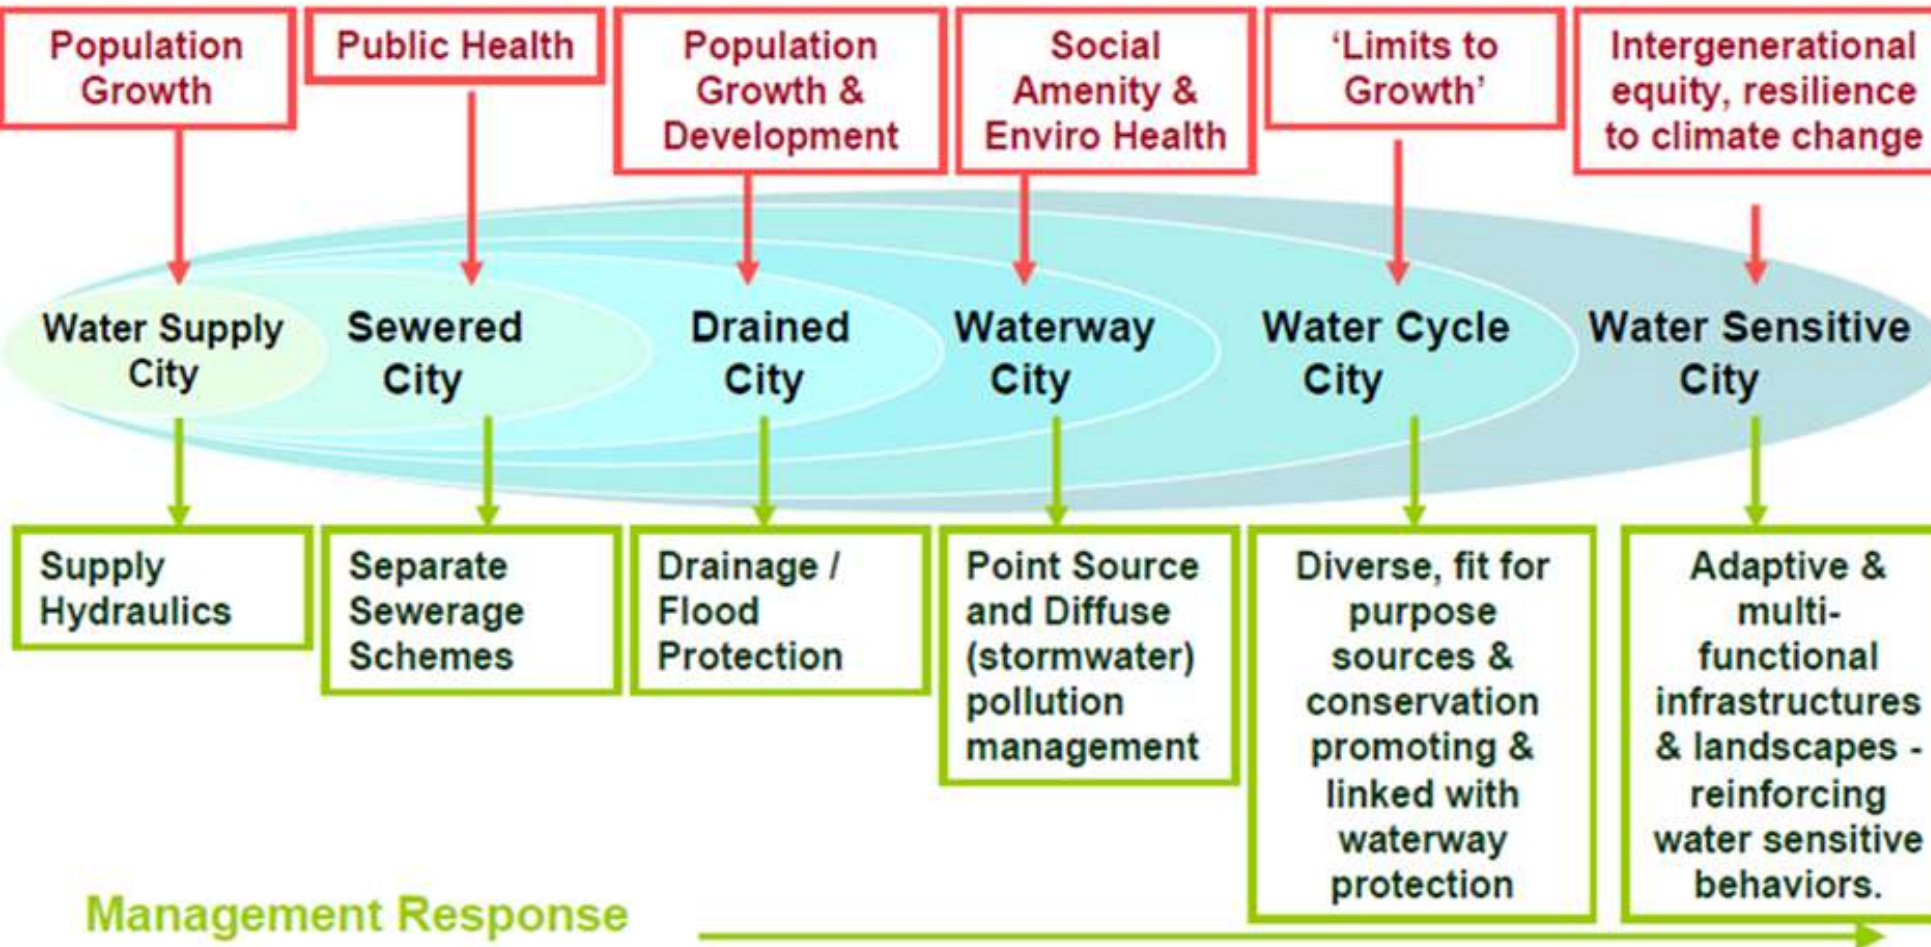 Population
Growth
Public Health
Population
Growth &
Development
Social
Amenity &
Enviro Health
‘Limits to
Growth’
Intergenerational
equity, resilience
to climate change
Water Supply
City
Sewered
City
Drained
City
Waterway
City
Water Cycle
City
Water Sensitive
City
Supply
Hydraulics
Separate
Sewerage
Schemes
Drainage /
Flood
Protection
Point Source
and Diffuse
(stormwater)
pollution
management
Diverse, fit for
purpose
sources &
conservation
promoting &
linked with
waterway
protection
Adaptive &
multi-
functional
infrastructures
& landscapes -
reinforcing
water sensitive
behaviors.
Management Response